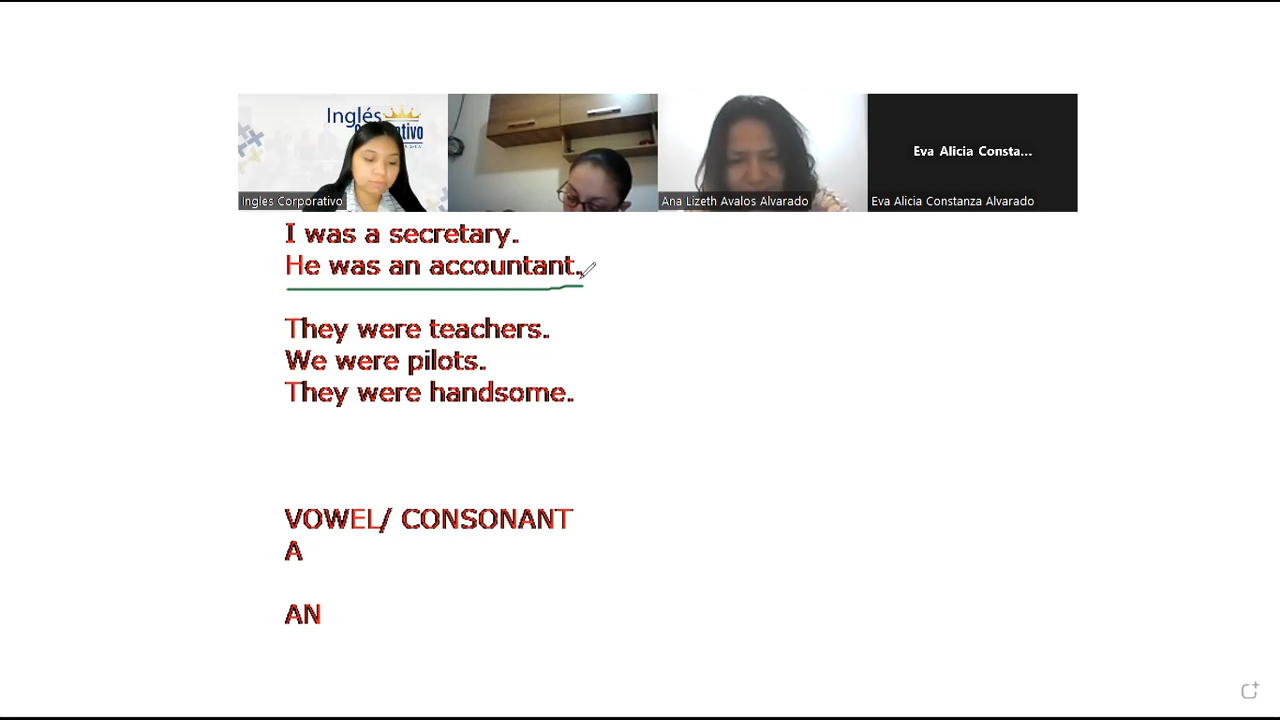 Inglés
Ingles Corporativo
Ana Lizeth Avalos Alvarado
Eva Alicia Consta...
Eva Alicia Constanza Alvarado
I was a secretary.
He was an accountant.
They were teachers.
We were pilots.
They were handsome.
VOWEL/ CONSONANT
A
AN